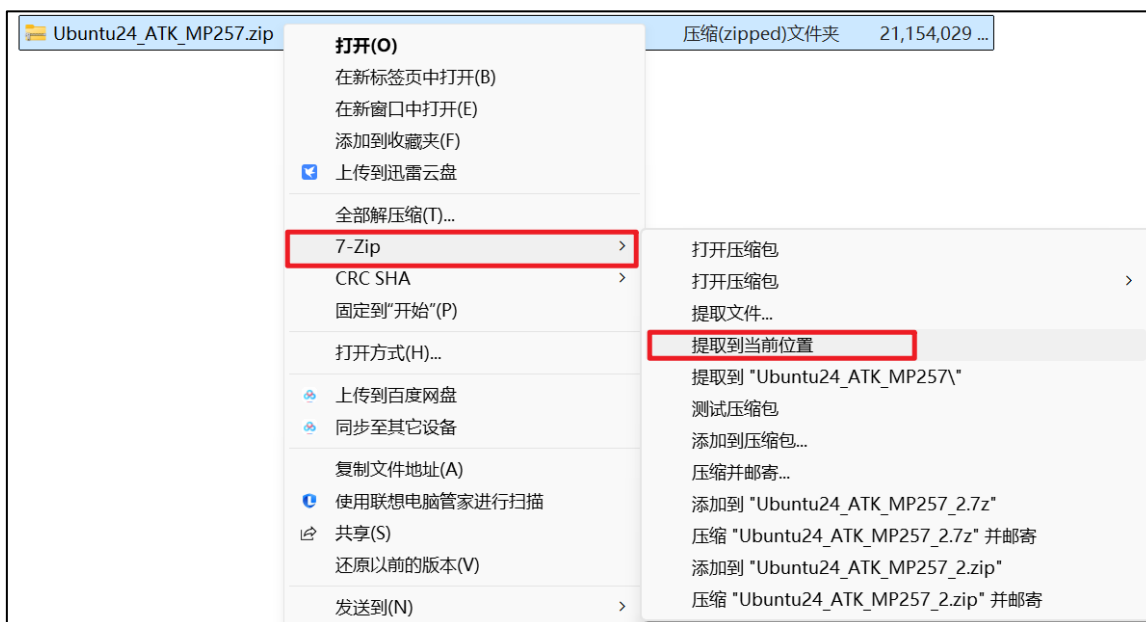 Ubuntu24_ATK_MP257.zip 压缩(zipped)文件夹 21,154,029 ...
打开(O)
在新标签页中打开(B)
在新窗口中打开(E)
添加到收藏夹(F)
上传到迅雷云盘
全部解压缩(T)...
7-Zip
CRC SHA
固定到"开始"(P)
打开方式(H)...
上传到百度网盘
同步至其它设备
复制文件地址(A)
使用联想电脑管家进行扫描
共享(S)
还原以前的版本(V)
发送到(N)
打开压缩包
打开压缩包
提取文件...
提取到当前位置
提取到 "Ubuntu24_ATK_MP257\"
测试压缩包
添加到压缩包...
压缩并邮寄...
添加到 "Ubuntu24_ATK_MP257_2.7z"
压缩 "Ubuntu24_ATK_MP257_2.7z" 并邮寄
添加到 "Ubuntu24_ATK_MP257_2.zip"
压缩 "Ubuntu24_ATK_MP257_2.zip" 并邮寄